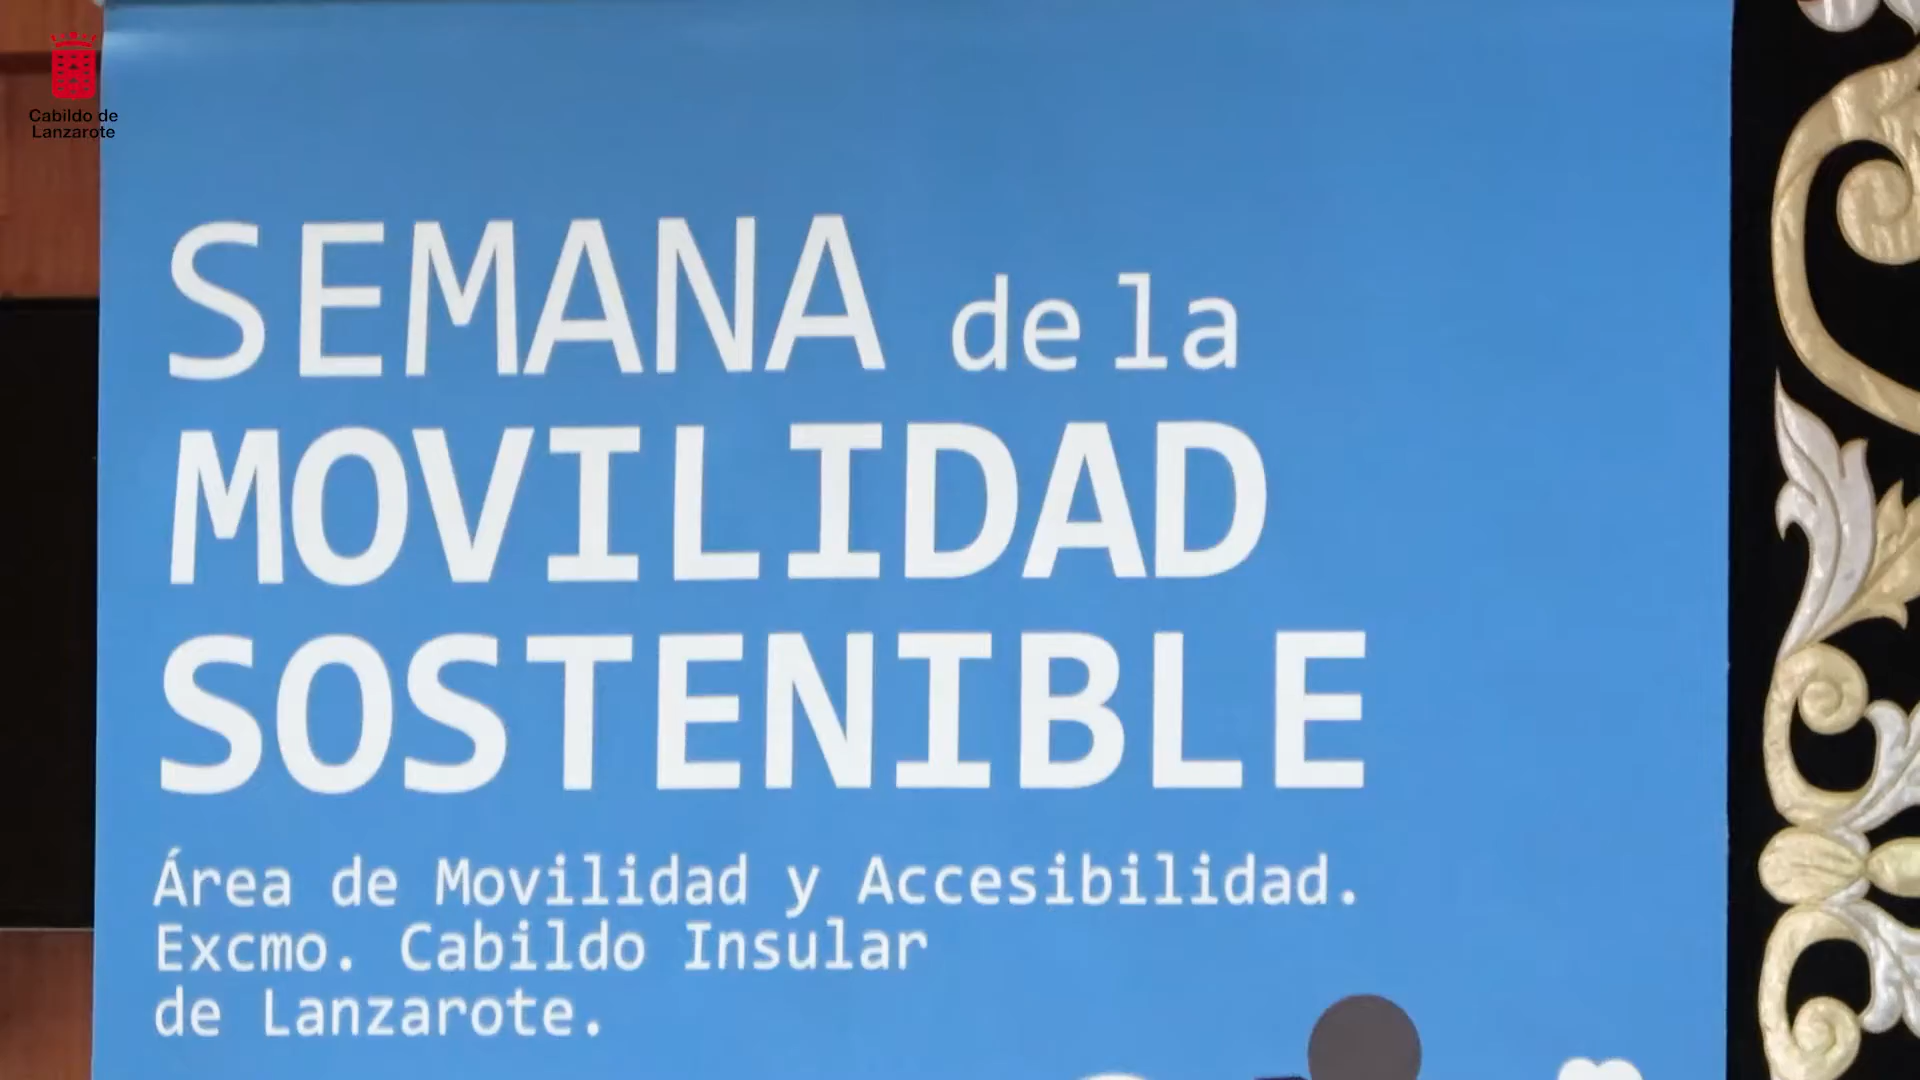 Cabildo de
Lanzarote
SEMANA de la
MOVILIDAD
SOSTENIBLE
Área de Movilidad y Accesibilidad.
Excmo. Cabildo Insular
de Lanzarote.